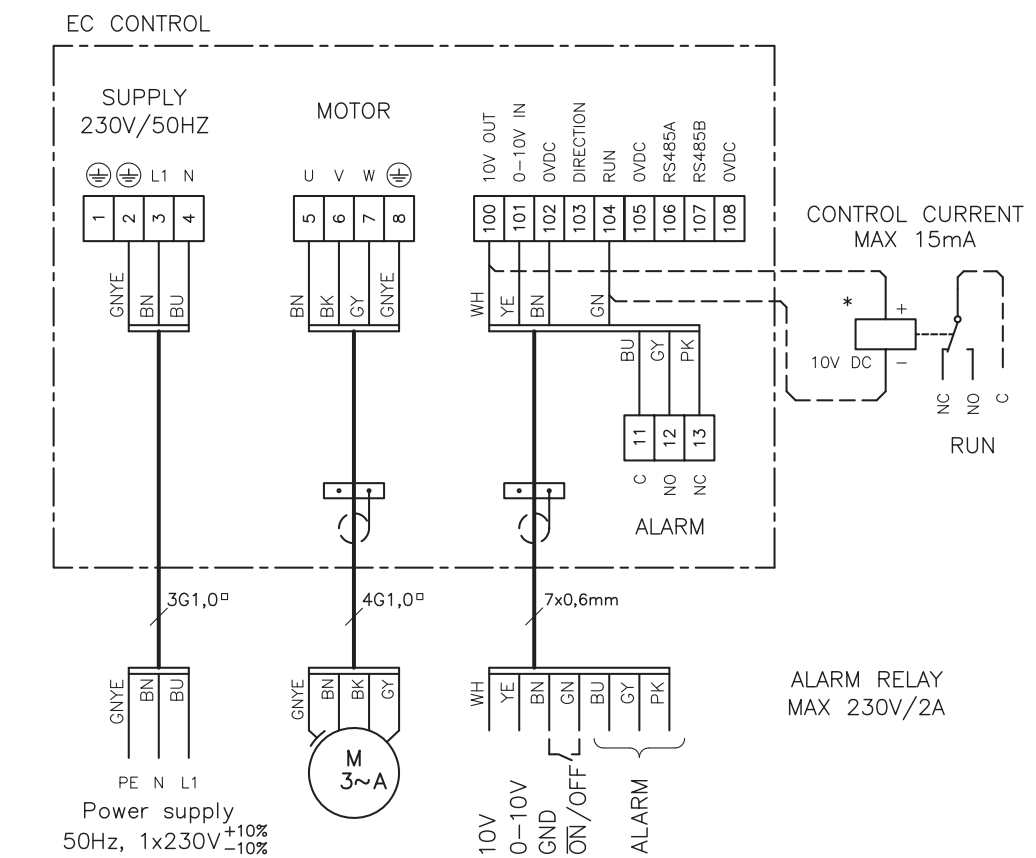 EC CONTROL
SUPPLY
230V/50HZ
MOTOR
10V OUT
0-10V IN
0VDC
DIRECTION
RUN
0VDC
RS485A
RS485B
0VDC
L1 N
U V W
1 2 3 4
5 6 7 8
100 101 102 103 104 105 106 107 108
CONTROL CURRENT
MAX 15mA
GNYE BN BU
BN BK GY GNYE
WH YE BN GN
* +
10V DC -
BU GY PK
11 12 13
C NO NC
ALARM
NC NO C
RUN
3G1,0□
4G1,0□
7x0,6mm
GNYE BN BU
GNYE BN BK GY
WH YE BN GN BU GY PK
ALARM RELAY
MAX 230V/2A
PE N L1
Power supply
50Hz, 1x230V +10%
-10%
M
3~A
10V
0-10V
GND
ON/OFF
ALARM